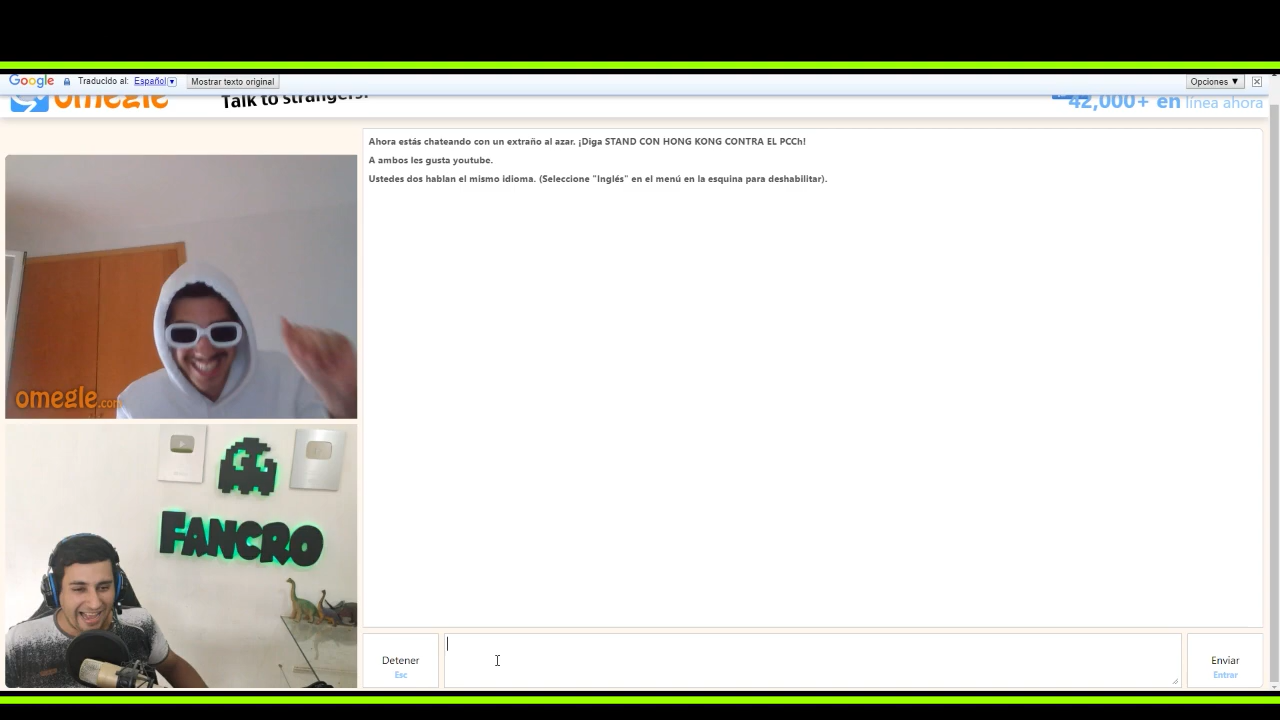 Google Traducido al: Español Mostrar texto original Opciones ▼
omegle Talk to strangers! 42,000+ en línea ahora
Ahora estás chateando con un extraño al azar. ¡Diga STAND CON HONG KONG CONTRA EL PCCh!
A ambos les gusta youtube.
Ustedes dos hablan el mismo idioma. (Seleccione "Inglés" en el menú en la esquina para deshabilitar).
omegle.com
FANCRO
Detener
Esc
Enviar
Entrar